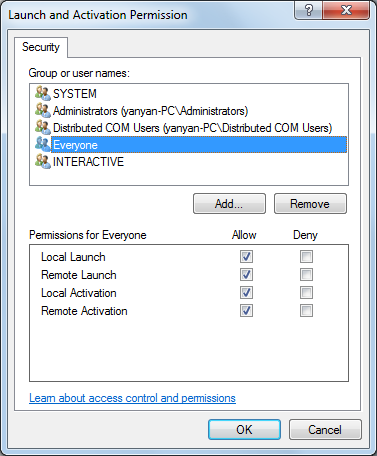 Launch and Activation Permission
Security
Group or user names:
SYSTEM
Administrators (yanyan-PC\Administrators)
Distributed COM Users (yanyan-PC\Distributed COM Users)
Everyone
INTERACTIVE
Add... Remove
Permissions for Everyone Allow Deny
Local Launch
Remote Launch
Local Activation
Remote Activation
Learn about access control and permissions
OK Cancel